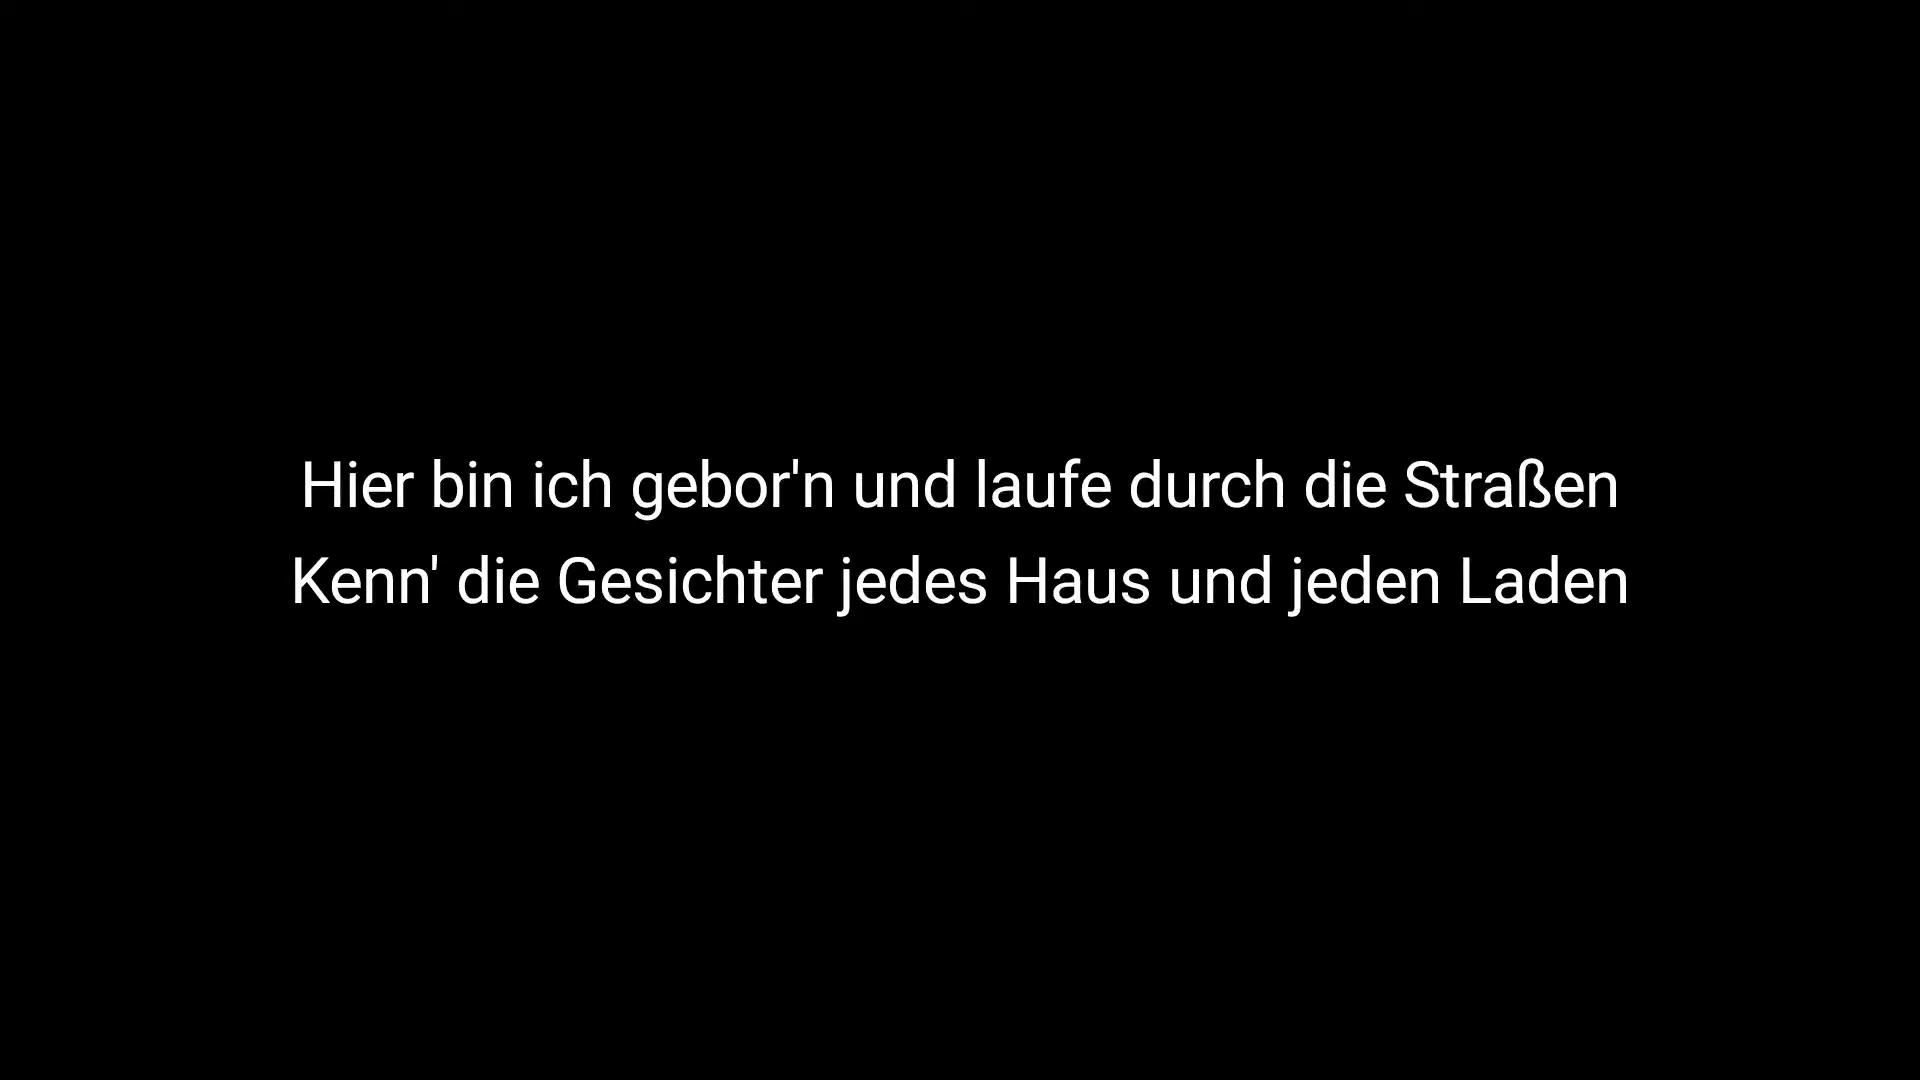 Hier bin ich gebor'n und laufe durch die Straßen
Kenn' die Gesichter jedes Haus und jeden Laden